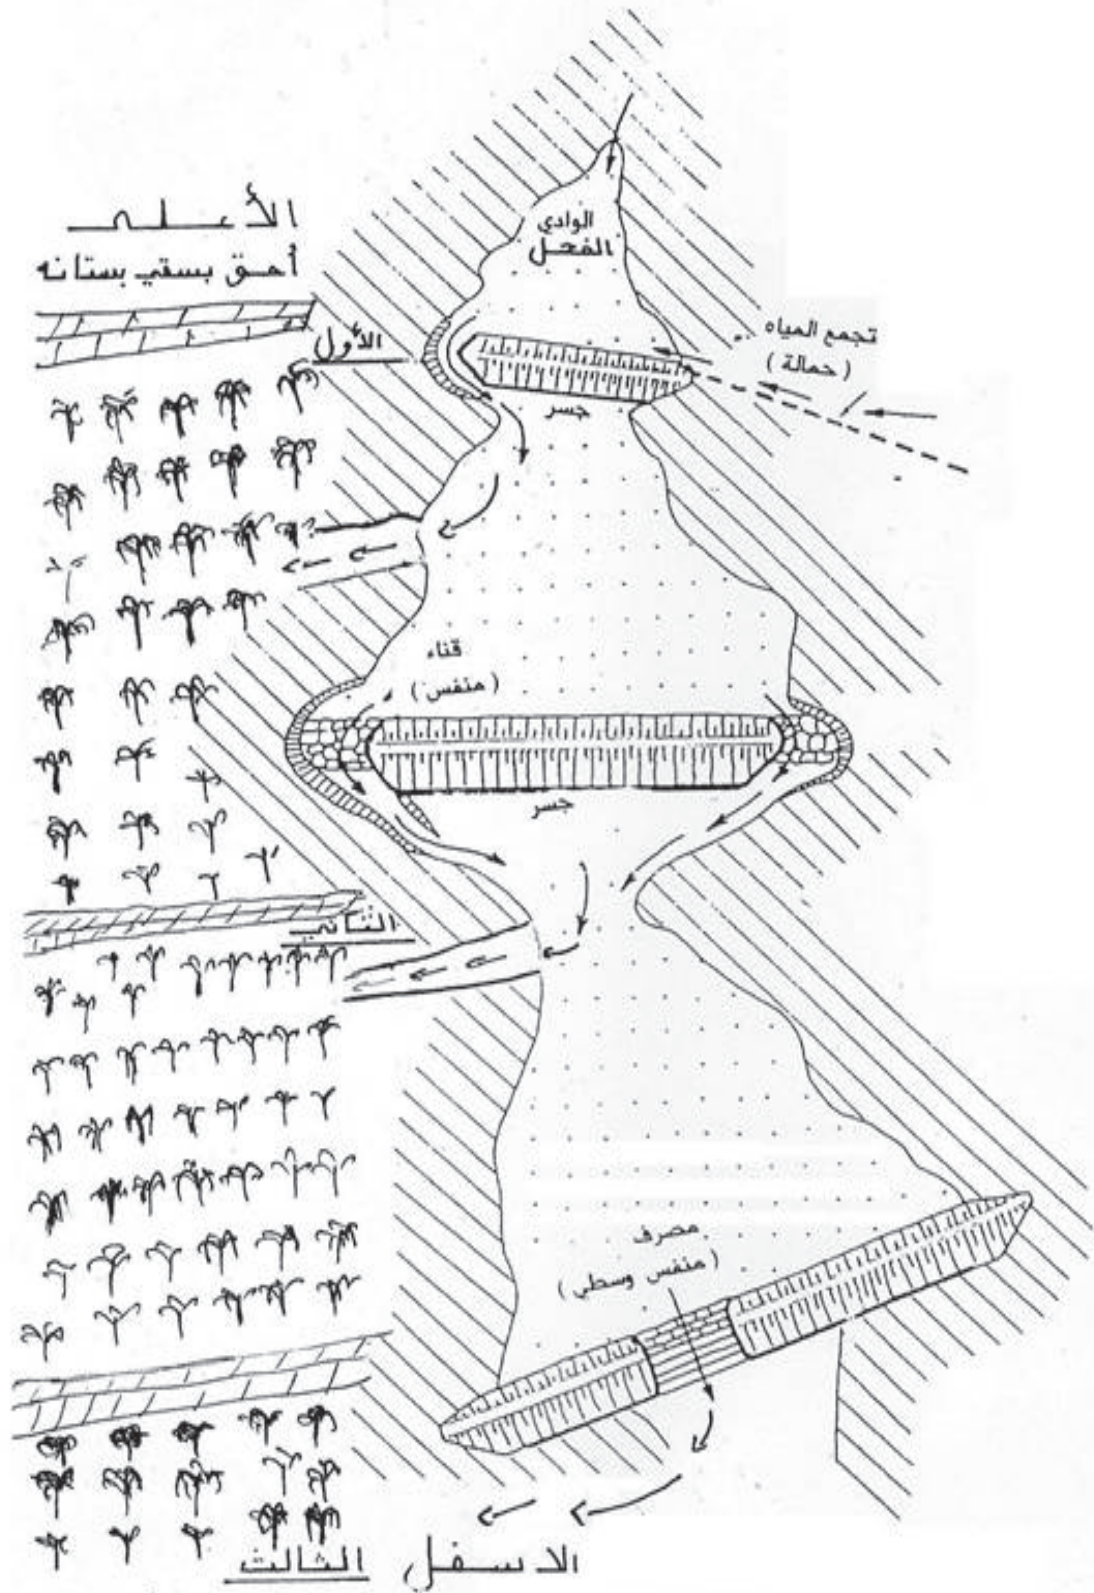 الأعلى
أحق بسقي بستانه
الوادي
الفحل
تجمع المياه
(حمالة)
الأول
جسر
قناء
(منفس)
جسر
الثاني
مصرف
(منفس وسطي)
الاسفل الثالث